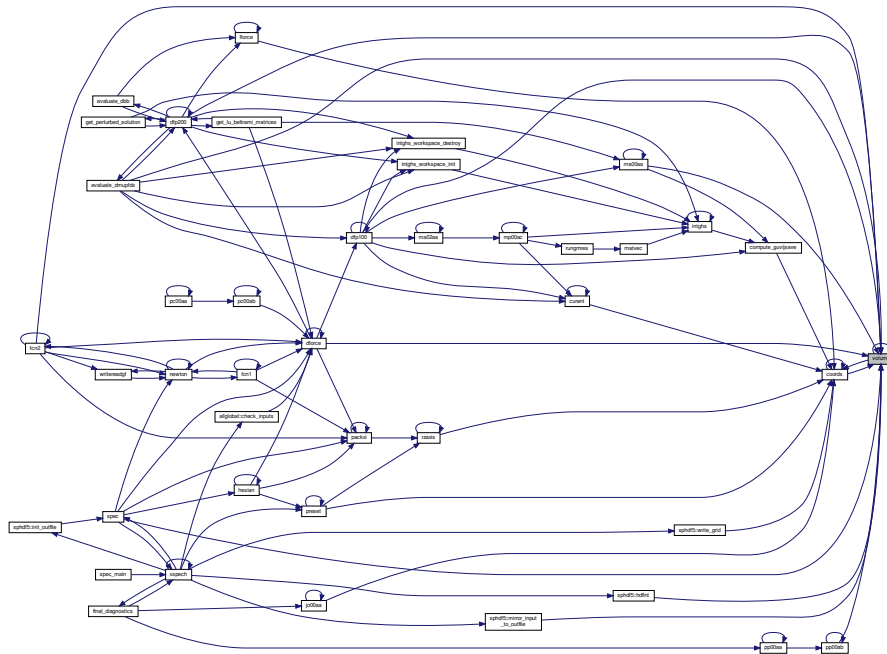 lforce
evaluate_dbb
get_perturbed_solution
dfp200
get_lu_beltrami_matrices
intghs_workspace_destroy
intghs_workspace_init
ma00aa
evaluate_dmupfdx
intghs
dfp100
ma02aa
mp00ac
rungmres
matvec
compute_guvijsave
pc00aa
pc00ab
curent
fcn2
dforce
volume
writereadgf
newton
fcn1
coords
allglobal::check_inputs
packxi
rzaxis
hesian
preset
spec
sphdf5::init_outfile
sphdf5::write_grid
spec_main
xspech
sphdf5::hdfint
final_diagnostics
jo00aa
sphdf5::mirror_input
_to_outfile
pp00aa
pp00ab